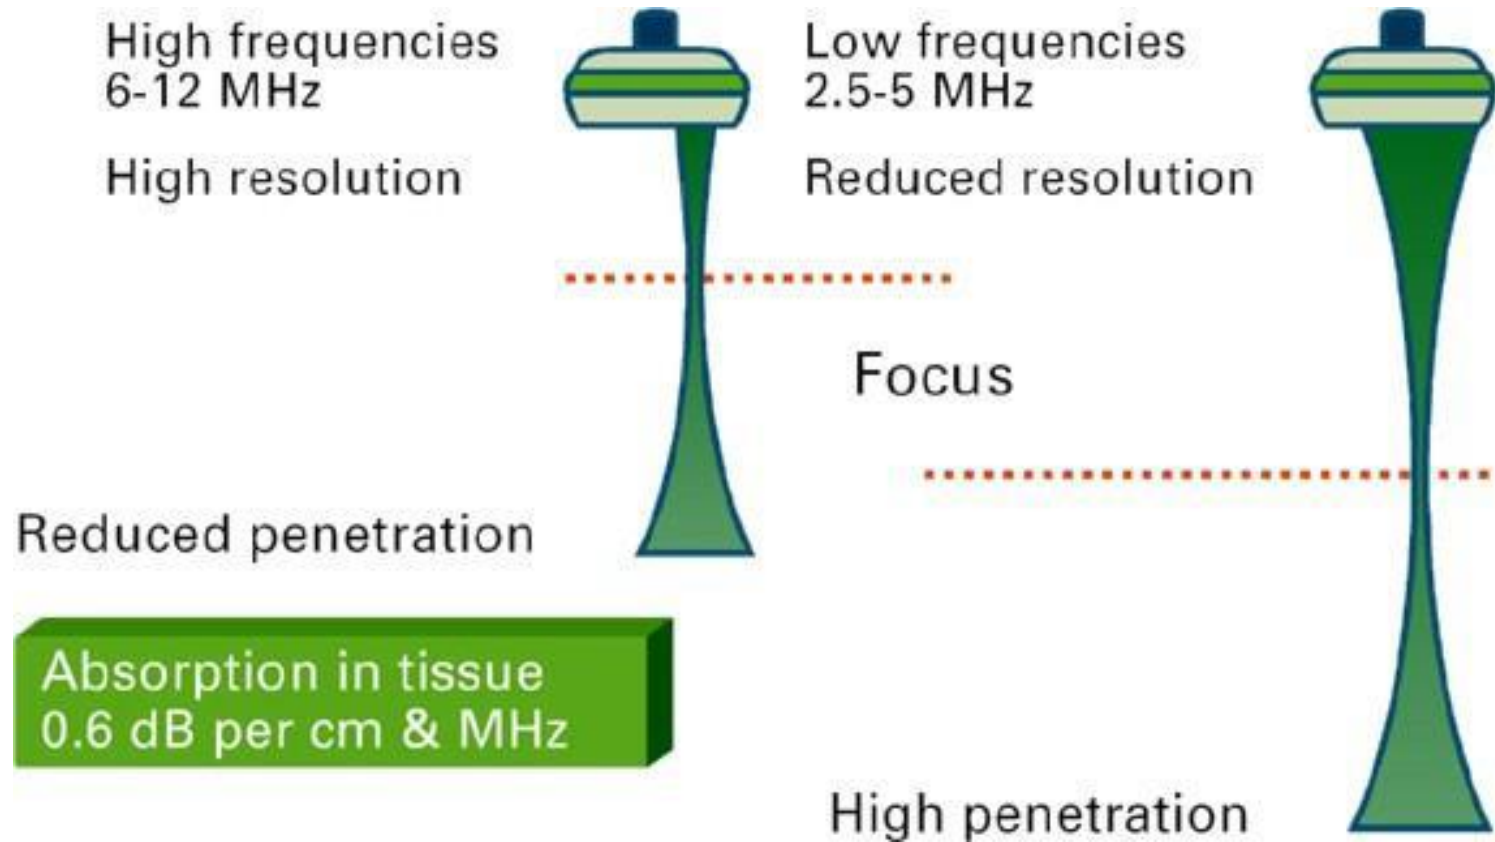 High frequencies
6-12 MHz
High resolution
Reduced penetration
Absorption in tissue
0.6 dB per cm & MHz
Low frequencies
2.5-5 MHz
Reduced resolution
Focus
High penetration